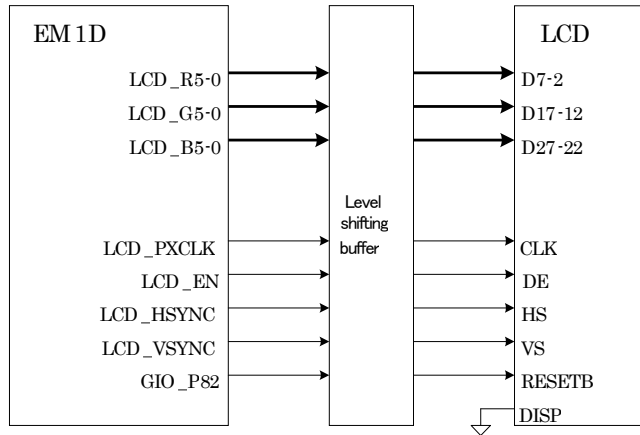 EM1D
LCD
LCD_R5-0
D7-2
LCD_G5-0
D17-12
LCD_B5-0
D27-22
Level
shifting
buffer
LCD_PXCLK
CLK
LCD_EN
DE
LCD_HSYNC
HS
LCD_VSYNC
VS
GIO_P82
RESETB
DISP